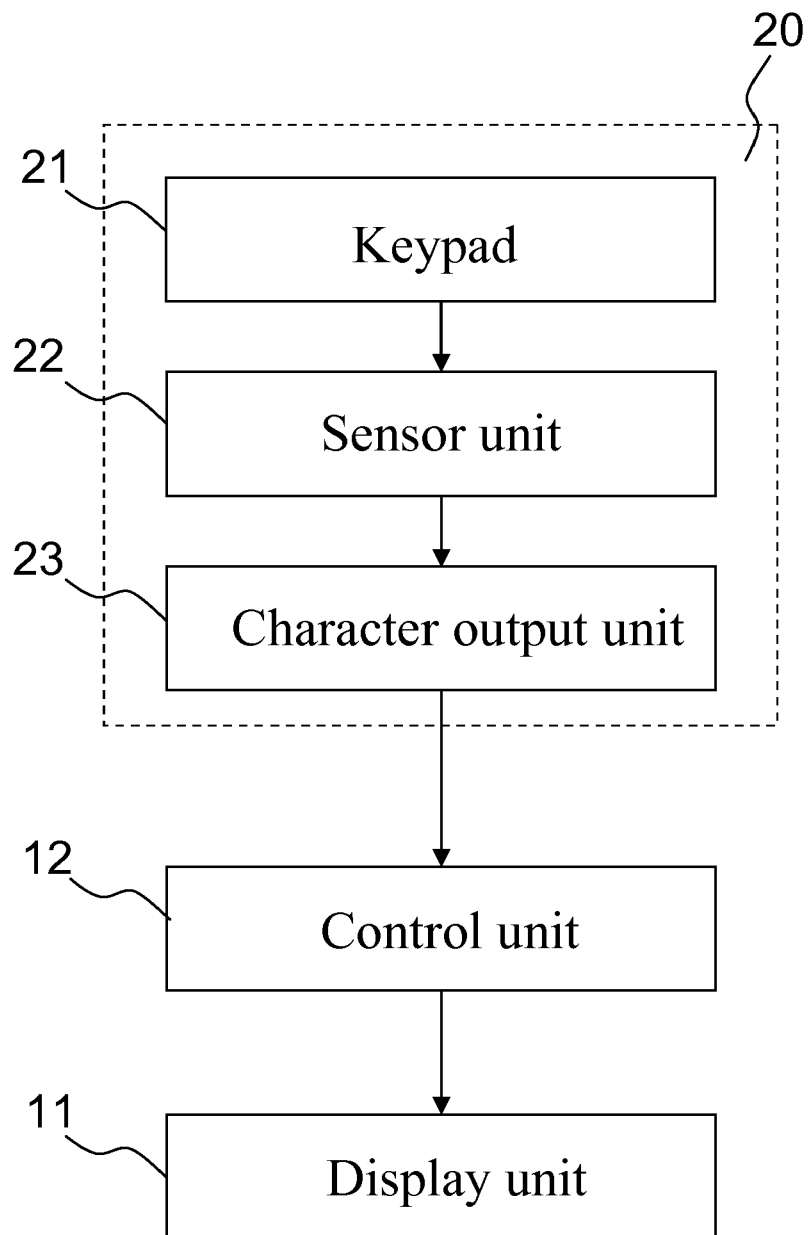 20
21
Keypad
22
Sensor unit
23
Character output unit
12
Control unit
11
Display unit